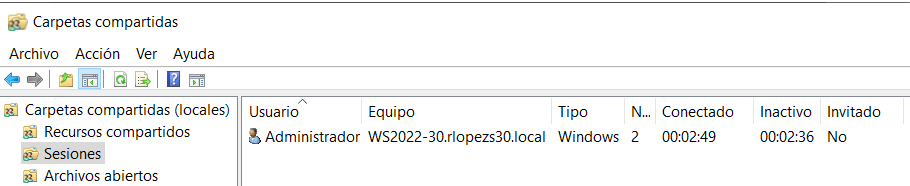 Carpetas compartidas
Archivo Acción Ver Ayuda
Carpetas compartidas (locales)
Recursos compartidos
Sesiones
Archivos abiertos
Usuario Equipo Tipo N... Conectado Inactivo Invitado
Administrador WS2022-30.rlopezs30.local Windows 2 00:02:49 00:02:36 No